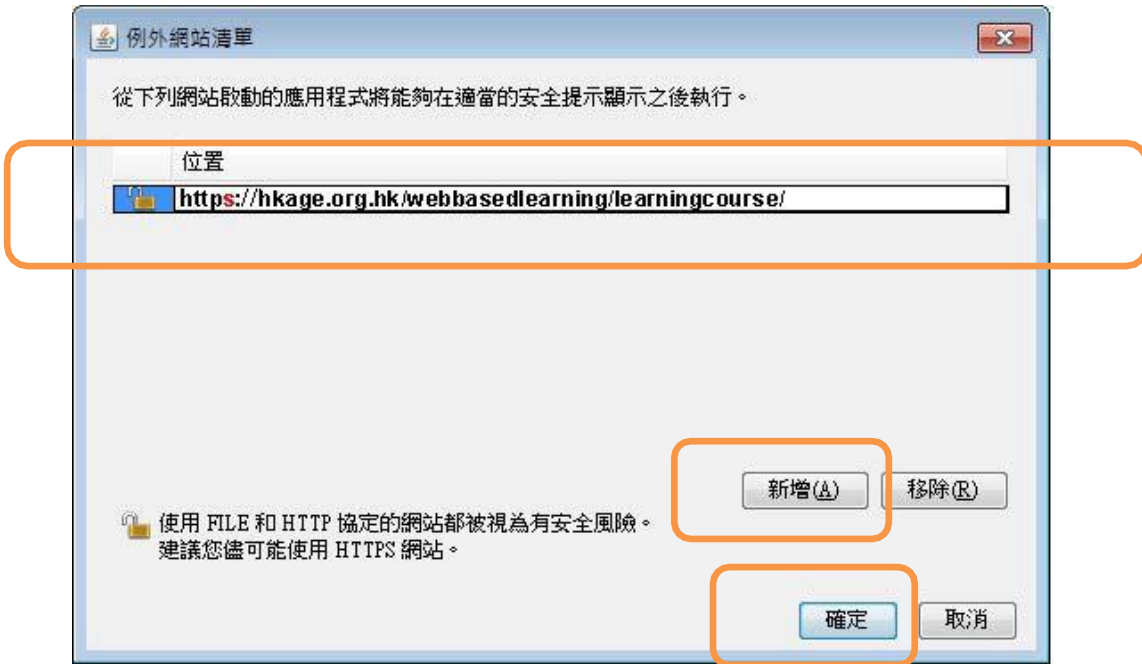 例外網站清單
從下列網站啟動的應用程式將能夠在適當的安全提示顯示之後執行。
位置
https://hkage.org.hk/webbasedlearning/learningcourse/
新增(A) 移除(R)
使用 FILE 和 HTTP 協定的網站都被視為有安全風險。
建議您儘可能使用 HTTPS 網站。
確定 取消